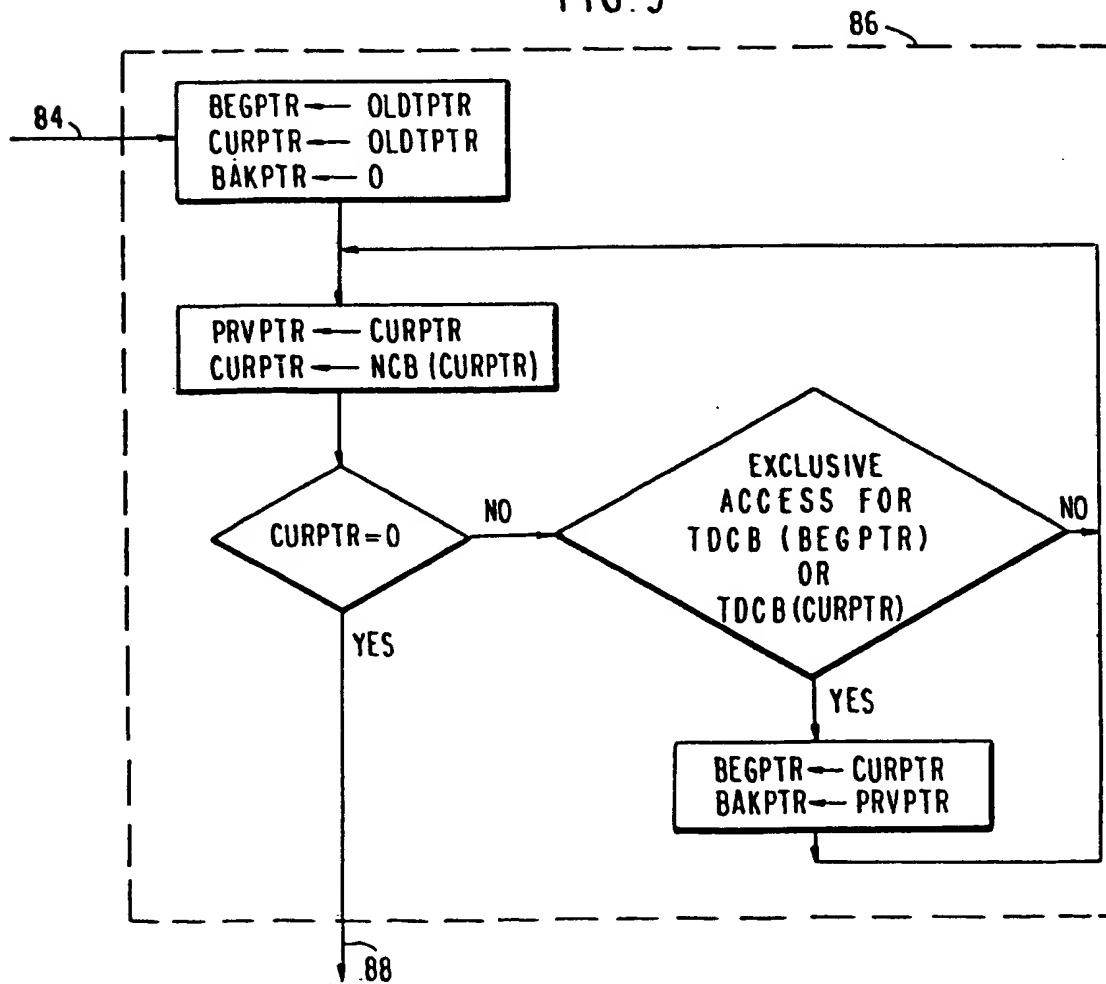 FIG.
86
84
BEGPTR ← OLDTPTR
CURPTR ← OLDTPTR
BAKPTR ← 0
PRVPTR ← CURPTR
CURPTR ← NCB (CURPTR)
CURPTR = 0
NO
EXCLUSIVE
ACCESS FOR
TDCB (BEGPTR)
OR
TDCB (CURPTR)
NO
YES
YES
BEGPTR ← CURPTR
BAKPTR ← PRVPTR
88